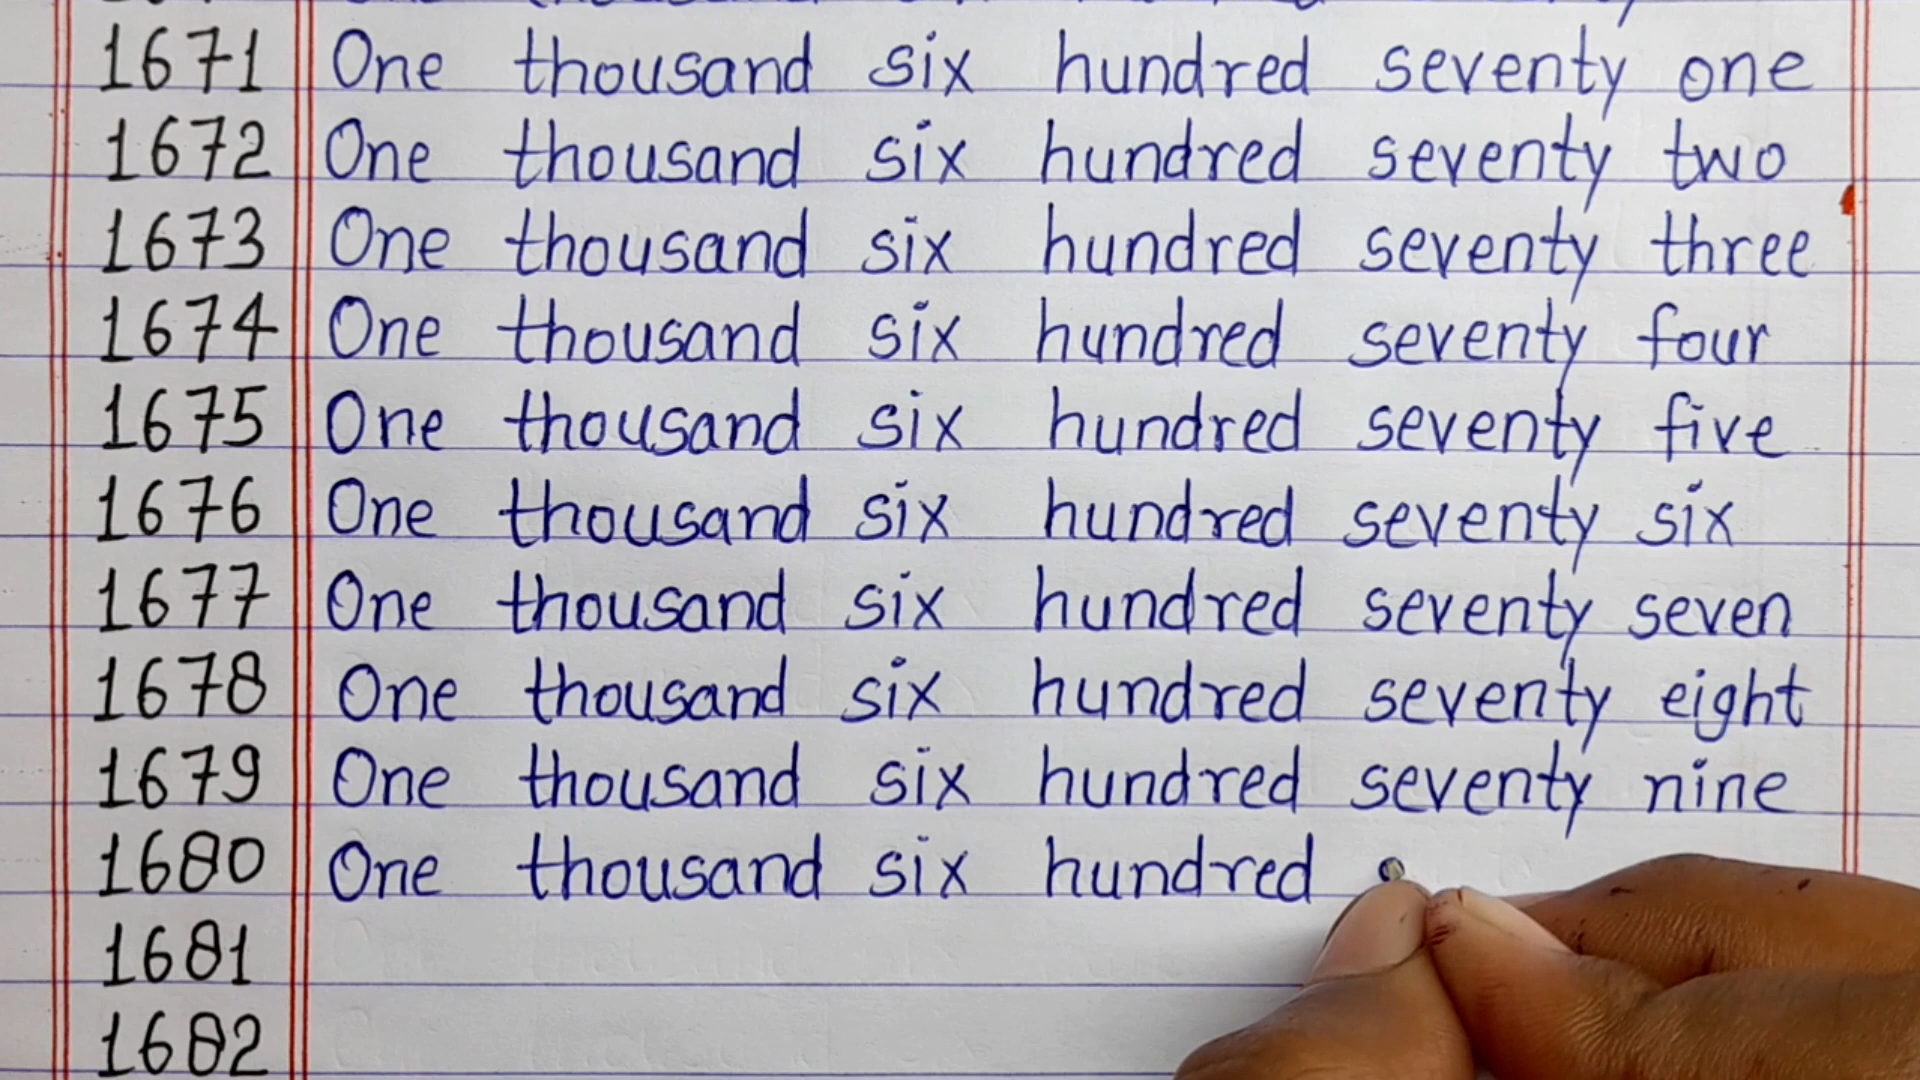 1671 One thousand six hundred seventy one
1672 One thousand six hundred seventy two
1673 One thousand six hundred seventy three
1674 One thousand six hundred seventy four
1675 One thousand six hundred seventy five
1676 One thousand six hundred seventy six
1677 One thousand six hundred seventy seven
1678 One thousand six hundred seventy eight
1679 One thousand six hundred seventy nine
1680 One thousand six hundred
1681
1682